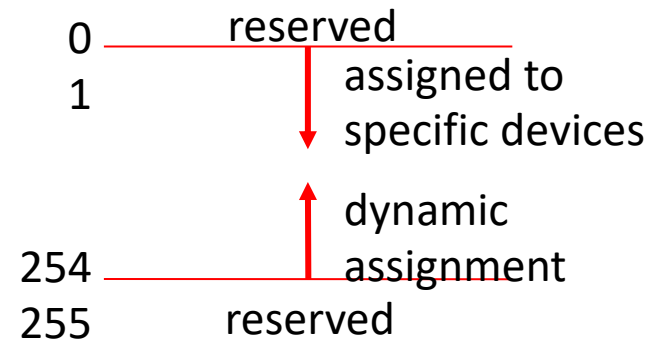 0 reserved
1 assigned to
specific devices
dynamic
254 assignment
255 reserved